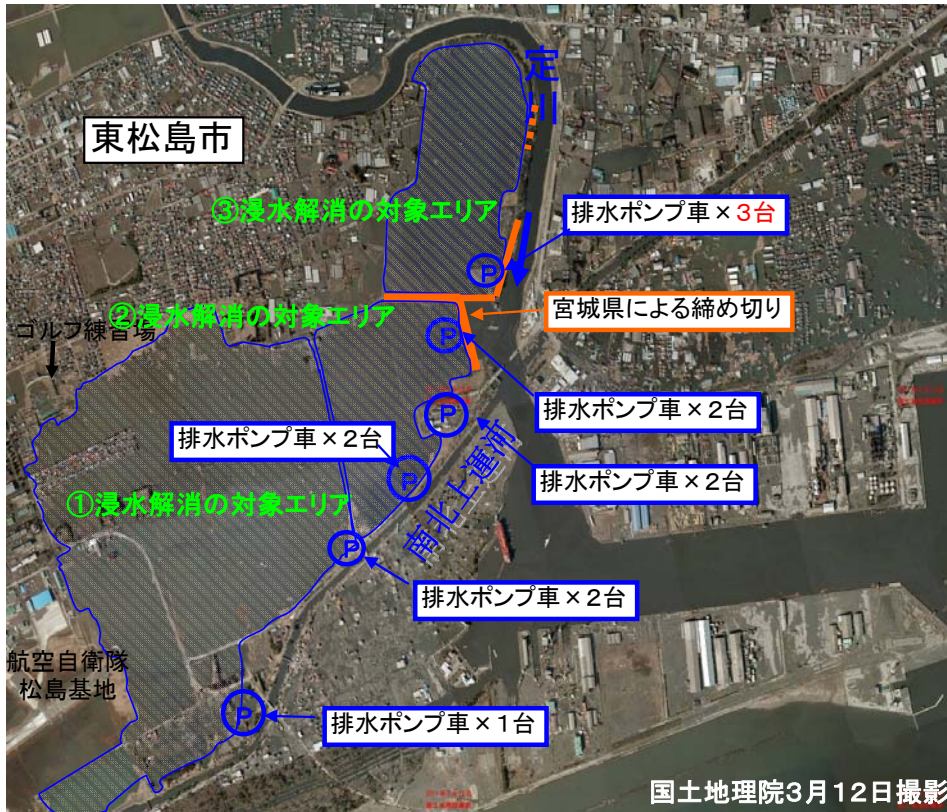 定川
東松島市
③浸水解消の対象エリア
排水ポンプ車×3台
P
宮城県による締め切り
②浸水解消の対象エリア
ゴルフ練習場
P
排水ポンプ車×2台
P
排水ポンプ車×2台
排水ポンプ車×2台
P
南北上運河
①浸水解消の対象エリア
P
排水ポンプ車×2台
航空自衛隊
松島基地
P
排水ポンプ車×1台
国土地理院3月12日撮影